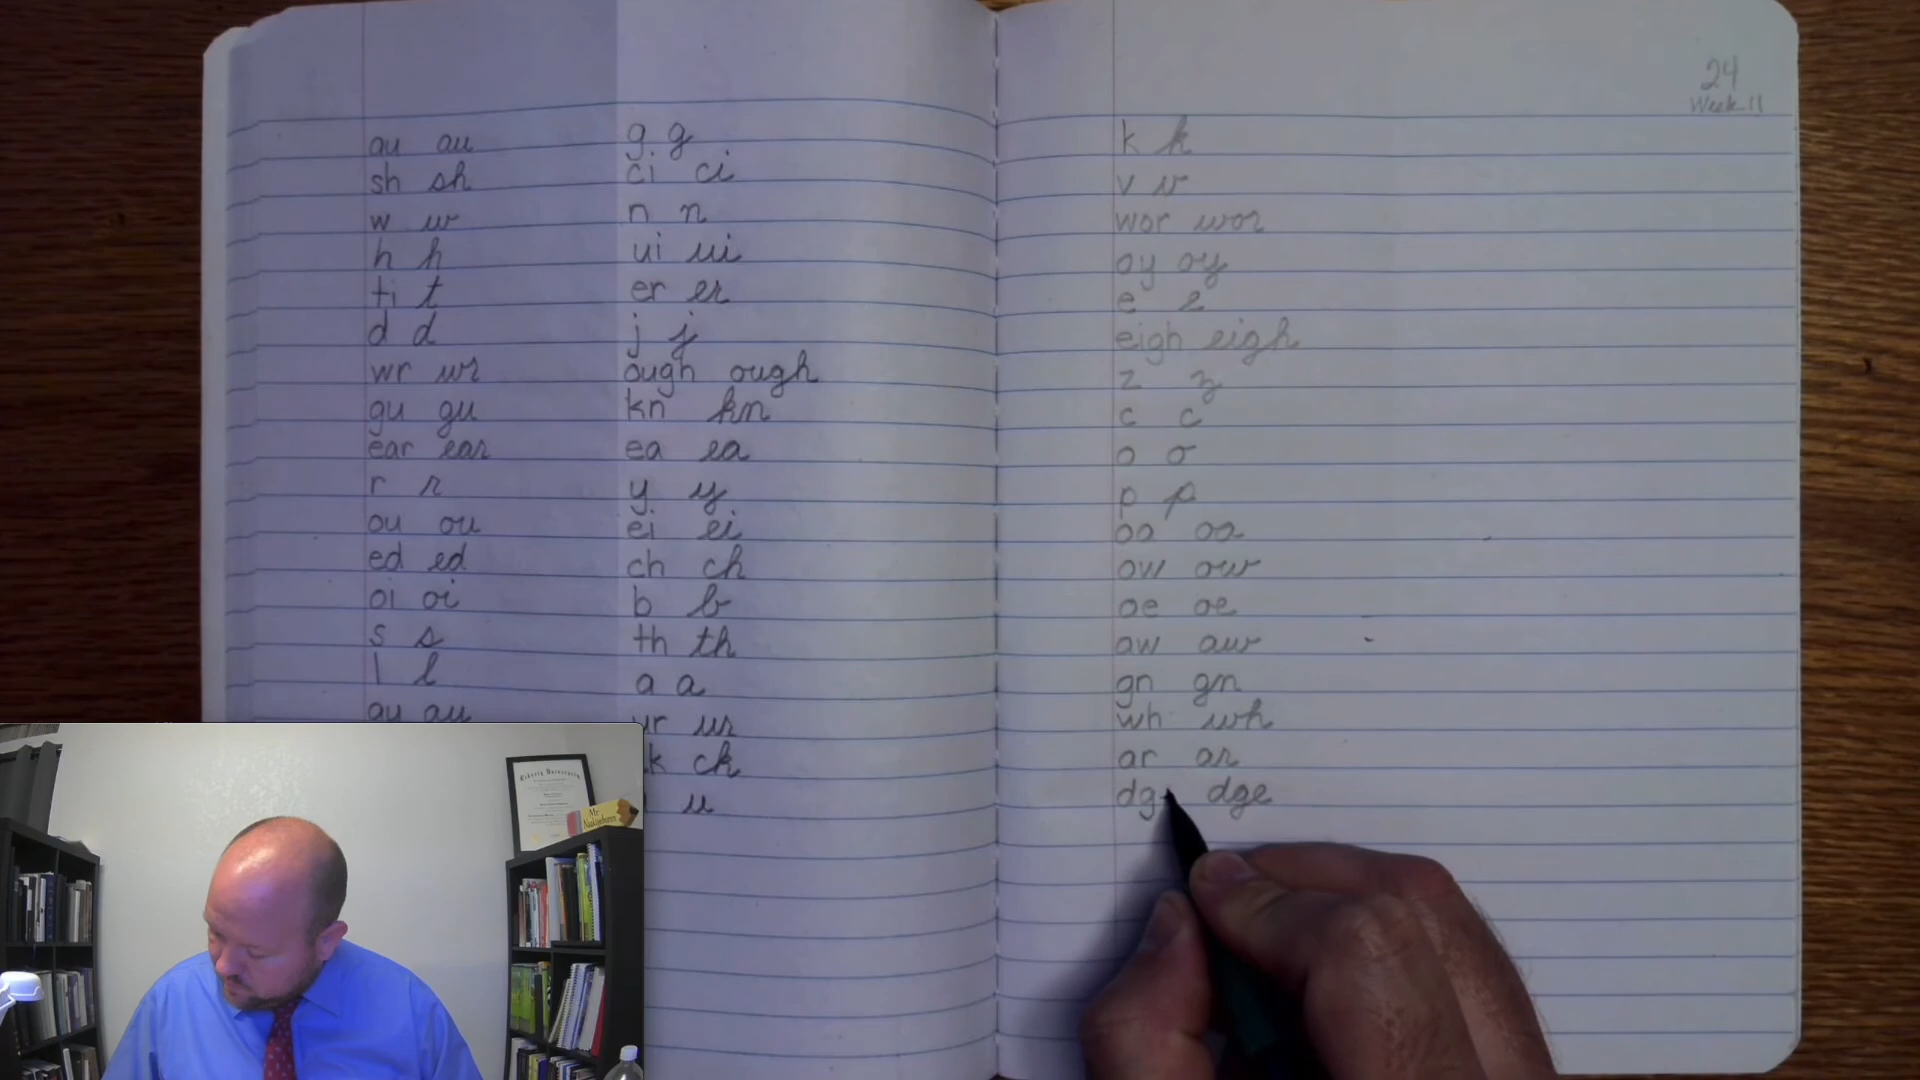 au au
sh sh
w w
h h
ti t
d d
wr wr
gu gu
ear ear
r r
ou ou
ed ed
oi oi
s s
l l
g g
ci ci
n n
ui ui
er er
j j
ough ough
kn kn
ea ea
y y
ei ei
ch ch
b b
th th
a a
ur ur
k ck
u
24
Week 11
k k
v v
wor wor
oy oy
e e
eigh eigh
z z
c c
o o
p p
oa oa
ow ow
oe oe
aw aw
gn gn
wh wh
ar ar
dg dge